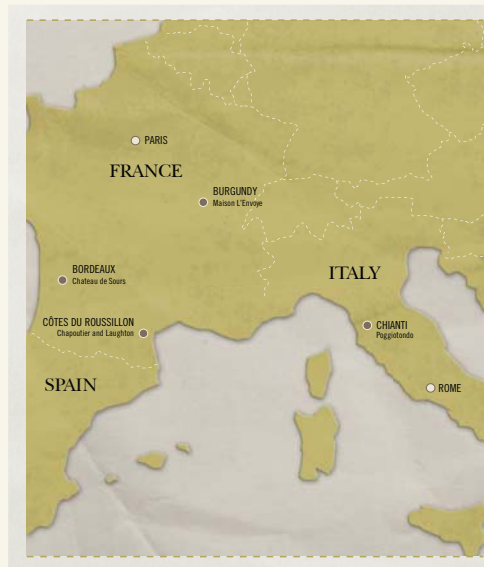 PARIS
FRANCE
BURGUNDY
Maison L'Envoye
BORDEAUX
Chateau de Sours
ITALY
CÔTES DU ROUSSILLON
Chapoutier and Laughton
CHIANTI
Poggiotondo
SPAIN
ROME